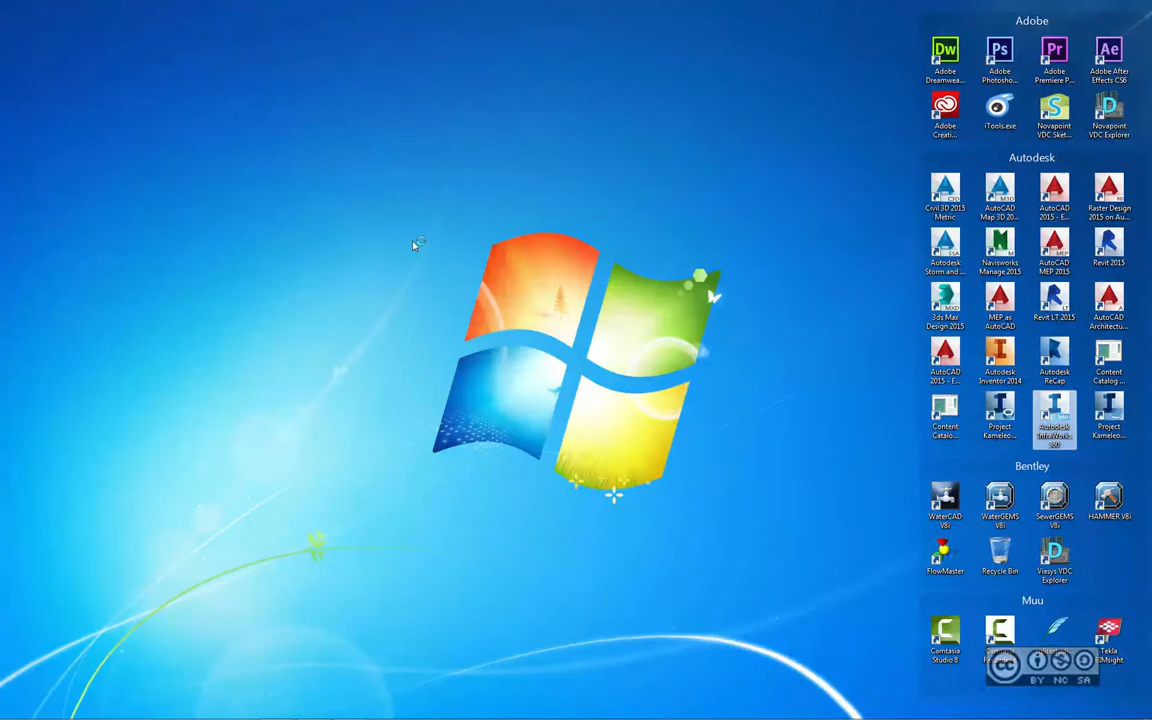 Adobe
Dw
Ps
Pr
Ae
Adobe Dreamwea...
Adobe Photosho...
Adobe Premiere P...
Adobe After Effects CS6
Adobe Creati...
iTools.exe
Novapoint VDC Sket...
Novapoint VDC Explorer
Autodesk
Civil 3D 2015 Metric
AutoCAD Map 3D 20...
AutoCAD 2015 - E...
Raster Design 2015 on Au...
Autodesk Storm and ...
Navisworks Manage 2015
AutoCAD MEP 2015
Revit 2015
3ds Max Design 2015
MEP as AutoCAD
Revit LT 2015
AutoCAD Architectu...
AutoCAD 2015 - E...
Autodesk Inventor 2014
Autodesk ReCap
Content Catalog ...
Content Catalo...
Project Kameleo...
Autodesk InfraWorks 360
Project Kameleo...
Bentley
WaterCAD V8i
WaterGEMS V8i
SewerGEMS V8i
HAMMER V8i
FlowMaster
Recycle Bin
Viasys VDC Explorer
Muu
Camtasia Studio 8
Camtasia
Tekla BIMsight
cc
BY NC SA